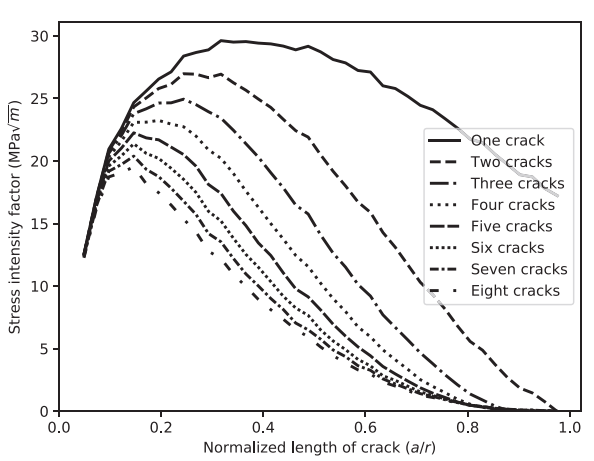 30
25
20
15
10
5
0
Stress intensity factor (MPa√m)
One crack
Two cracks
Three cracks
Four cracks
Five cracks
Six cracks
Seven cracks
Eight cracks
0.0 0.2 0.4 0.6 0.8 1.0
Normalized length of crack (a/r)